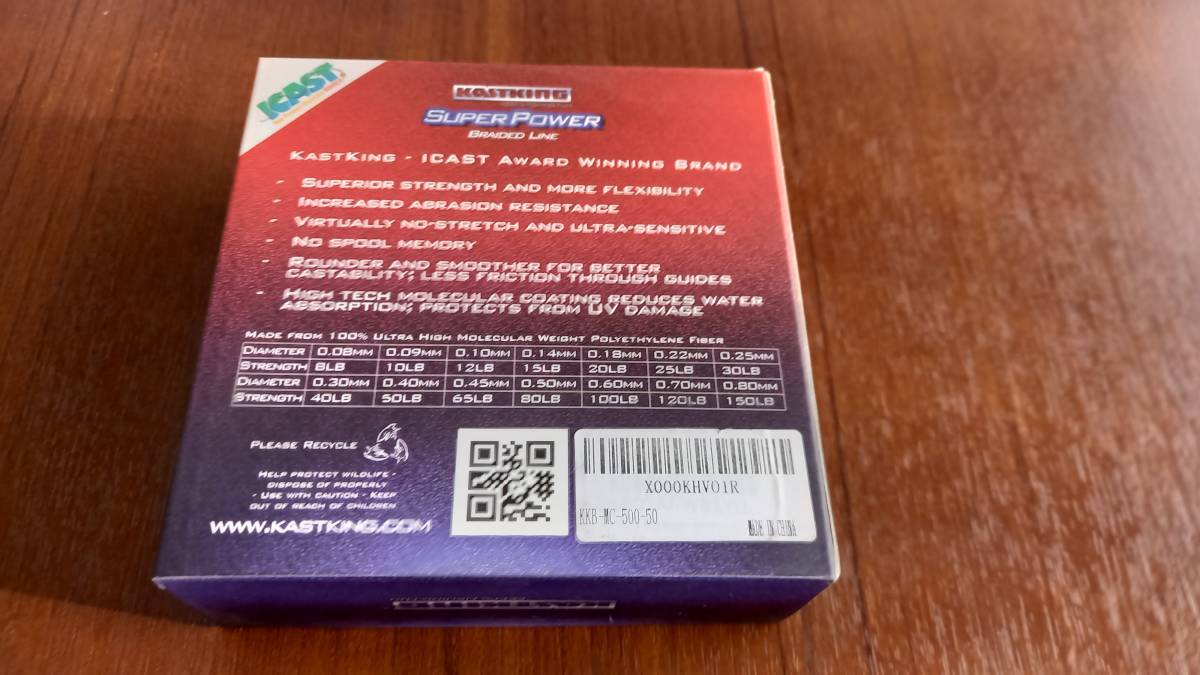 ICAST
KASTKING
SUPER POWER
BRAIDED LINE
KASTKING - ICAST AWARD WINNING BRAND
- SUPERIOR STRENGTH AND MORE FLEXIBILITY
- INCREASED ABRASION RESISTANCE
- VIRTUALLY NO-STRETCH AND ULTRA-SENSITIVE
- NO SPOOL MEMORY
- ROUNDER AND SMOOTHER FOR BETTER
CASTABILITY; LESS FRICTION THROUGH GUIDES
- HIGH TECH MOLECULAR COATING REDUCES WATER
ABSORPTION; PROTECTS FROM UV DAMAGE
MADE FROM 100% ULTRA HIGH MOLECULAR WEIGHT POLYETHYLENE FIBER
DIAMETER 0.08MM 0.09MM 0.10MM 0.14MM 0.18MM 0.22MM 0.25MM
STRENGTH 8LB 10LB 12LB 15LB 20LB 25LB 30LB
DIAMETER 0.30MM 0.40MM 0.45MM 0.50MM 0.60MM 0.70MM 0.80MM
STRENGTH 40LB 50LB 65LB 80LB 100LB 120LB 150LB
PLEASE RECYCLE
HELP PROTECT WILDLIFE -
DISPOSE OF PROPERLY
- USE WITH CAUTION - KEEP
OUT OF REACH OF CHILDREN
WWW.KASTKING.COM
X000KHV01R
KKB-MC-500-50
MADE IN CHINA
KASTKING